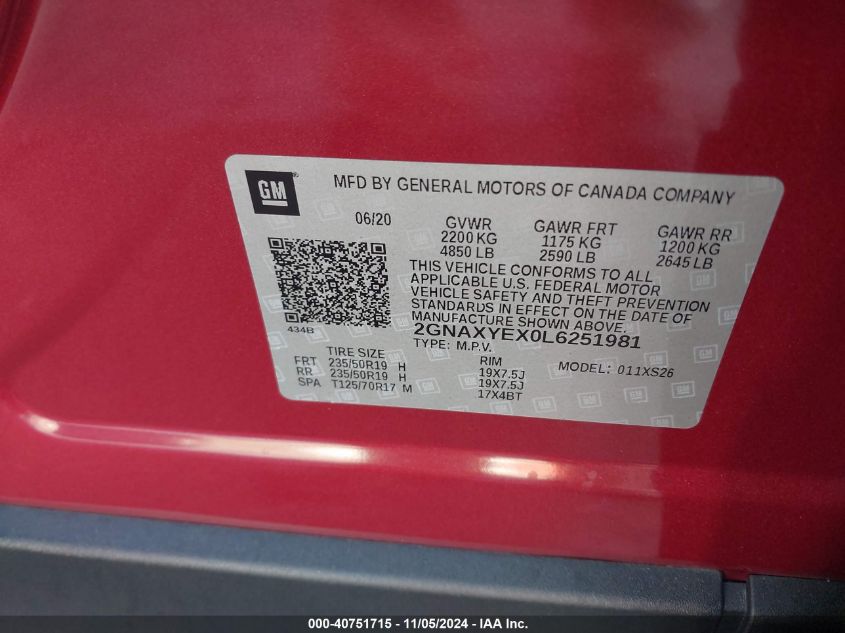 GM
MFD BY GENERAL MOTORS OF CANADA COMPANY
06/20 GVWR GAWR FRT GAWR RR
2200 KG 1175 KG 1200 KG
4850 LB 2590 LB 2645 LB
THIS VEHICLE CONFORMS TO ALL
APPLICABLE U.S. FEDERAL MOTOR
VEHICLE SAFETY AND THEFT PREVENTION
STANDARDS IN EFFECT ON DATE OF
MANUFACTURE SHOWN ABOVE.
434B
2GNAXYEX0L6251981
TYPE: M.P.V.
TIRE SIZE RIM MODEL: 011XS26
FRT 235/50R19 H 19X7.5J
RR 235/50R19 H 19X7.5J
SPA T125/70R17 M 17X4BT
000-40751715 - 11/05/2024 - IAA Inc.